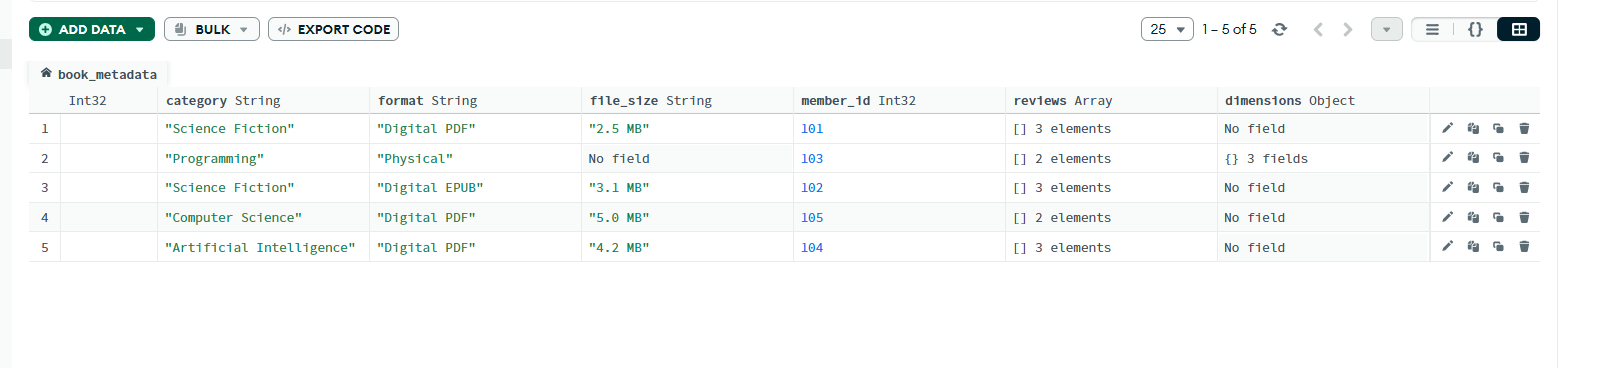 ADD DATA BULK </> EXPORT CODE 25 1 – 5 of 5 {}
book_metadata
Int32 category String format String file_size String member_id Int32 reviews Array dimensions Object
1 "Science Fiction" "Digital PDF" "2.5 MB" 101 [] 3 elements No field
2 "Programming" "Physical" No field 103 [] 2 elements {} 3 fields
3 "Science Fiction" "Digital EPUB" "3.1 MB" 102 [] 3 elements No field
4 "Computer Science" "Digital PDF" "5.0 MB" 105 [] 2 elements No field
5 "Artificial Intelligence" "Digital PDF" "4.2 MB" 104 [] 3 elements No field